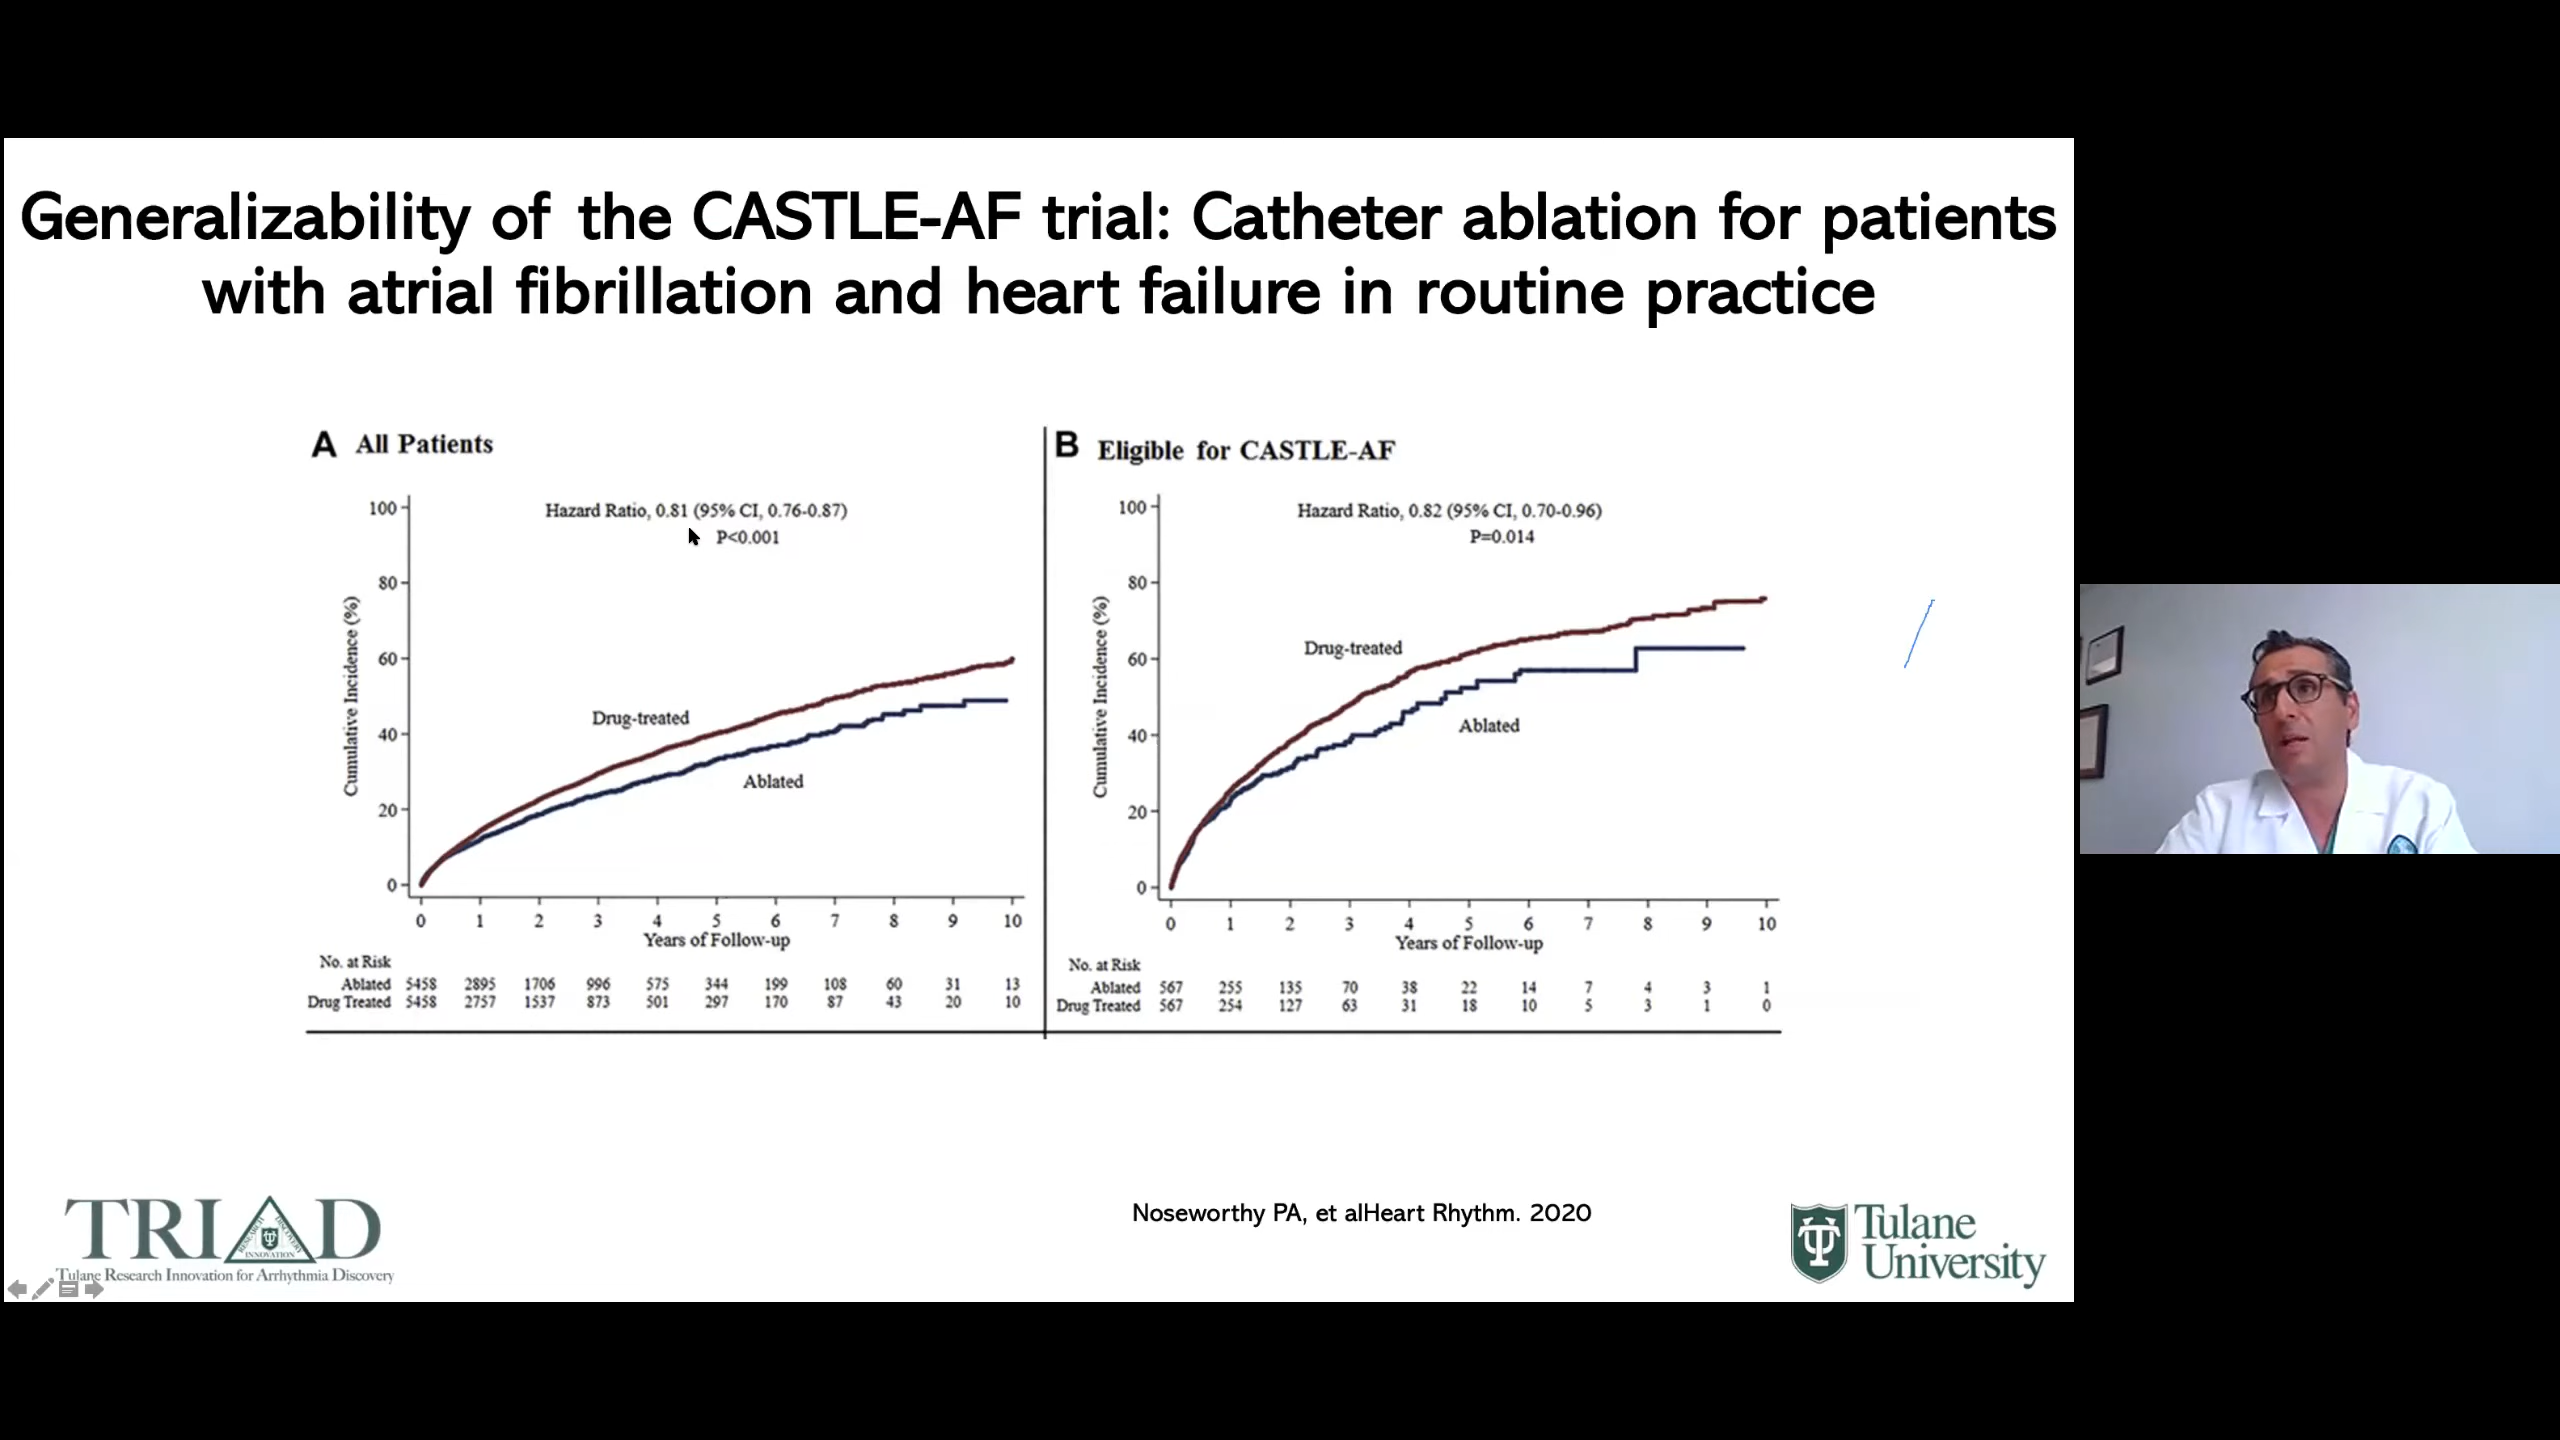 Generalizability of the CASTLE-AF trial: Catheter ablation for patients
with atrial fibrillation and heart failure in routine practice
A All Patients
Hazard Ratio, 0.81 (95% CI, 0.76-0.87)
P<0.001
100
80
60
40
20
0
Cumulative Incidence (%)
Drug-treated
Ablated
0 1 2 3 4 5 6 7 8 9 10
Years of Follow-up
No. at Risk
Ablated 5458 2895 1706 996 575 344 199 108 60 31 13
Drug Treated 5458 2757 1537 873 501 297 170 87 43 20 10
B Eligible for CASTLE-AF
Hazard Ratio, 0.82 (95% CI, 0.70-0.96)
P=0.014
100
80
60
40
20
0
Cumulative Incidence (%)
Drug-treated
Ablated
0 1 2 3 4 5 6 7 8 9 10
Years of Follow-up
No. at Risk
Ablated 567 255 135 70 38 22 14 7 4 3 1
Drug Treated 567 254 127 63 31 18 10 5 3 1 0
TRIAD
RESEARCH DISCOVERY
INNOVATION
Tulane Research Innovation for Arrhythmia Discovery
Noseworthy PA, et alHeart Rhythm. 2020
Tulane
University